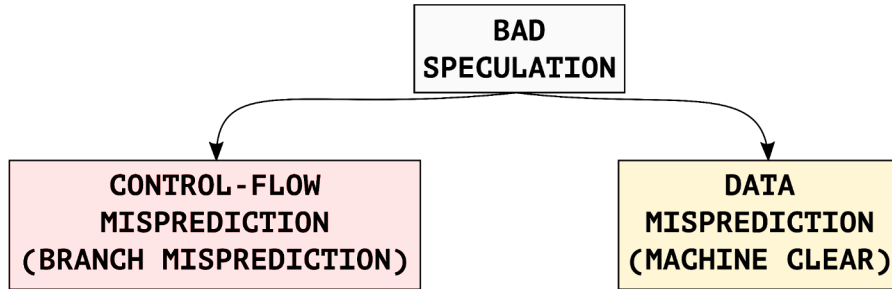 BAD
SPECULATION
CONTROL-FLOW
MISPREDICTION
(BRANCH MISPREDICTION)
DATA
MISPREDICTION
(MACHINE CLEAR)